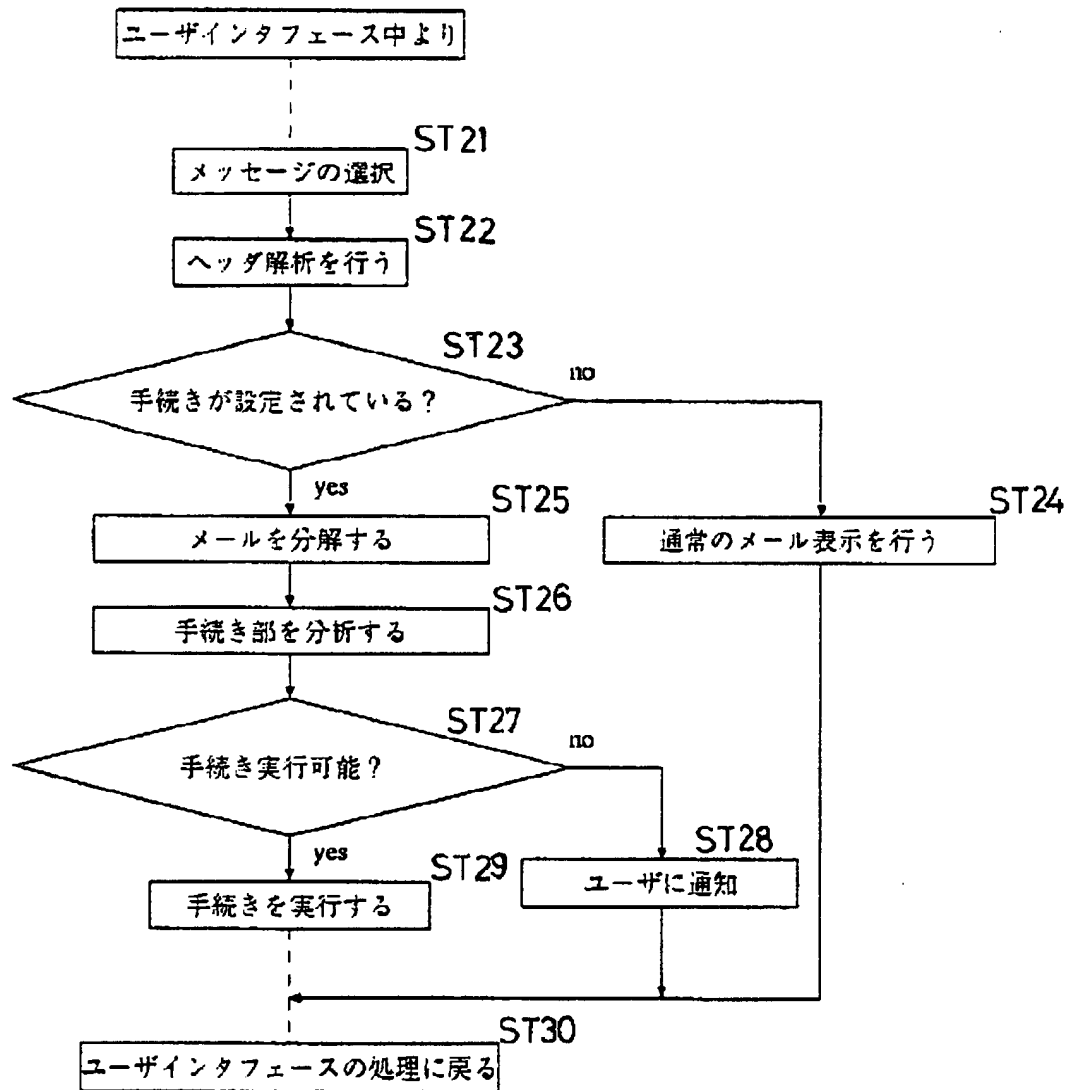 ユーザインタフェース中より
ST21
メッセージの選択
ST22
ヘッダ解析を行う
ST23
手続きが設定されている?
no
yes
ST25
メールを分解する
ST24
通常のメール表示を行う
ST26
手続き部を分析する
ST27
手続き実行可能?
no
yes
ST29
手続きを実行する
ST28
ユーザに通知
ST30
ユーザインタフェースの処理に戻る